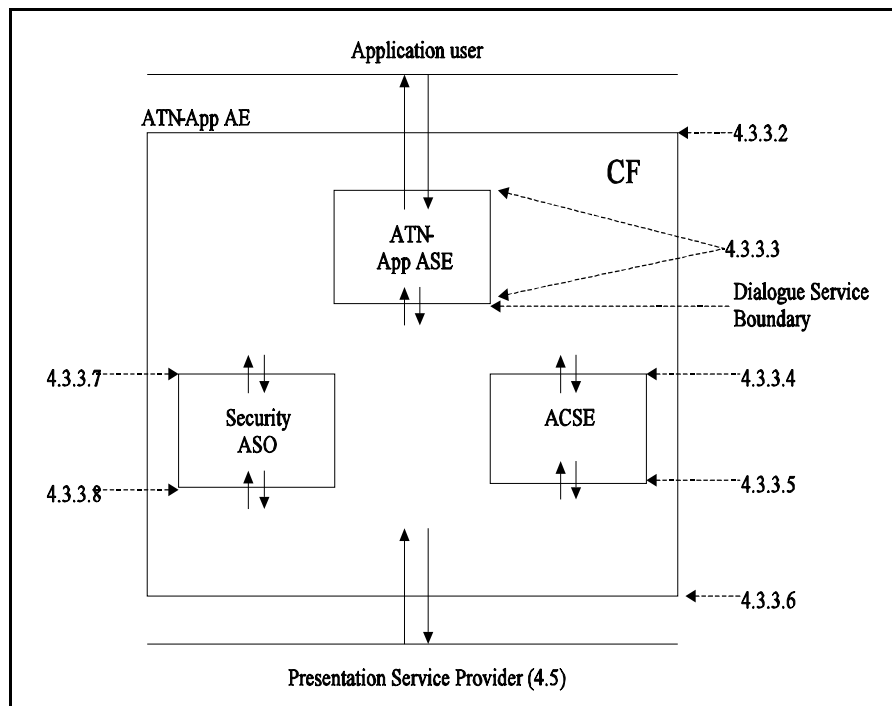 Application user
ATN-App AE
4.3.3.2
CF
ATN-
App ASE
4.3.3.3
Dialogue Service
Boundary
4.3.3.7
4.3.3.4
Security
ASO
ACSE
4.3.3.8
4.3.3.5
4.3.3.6
Presentation Service Provider (4.5)